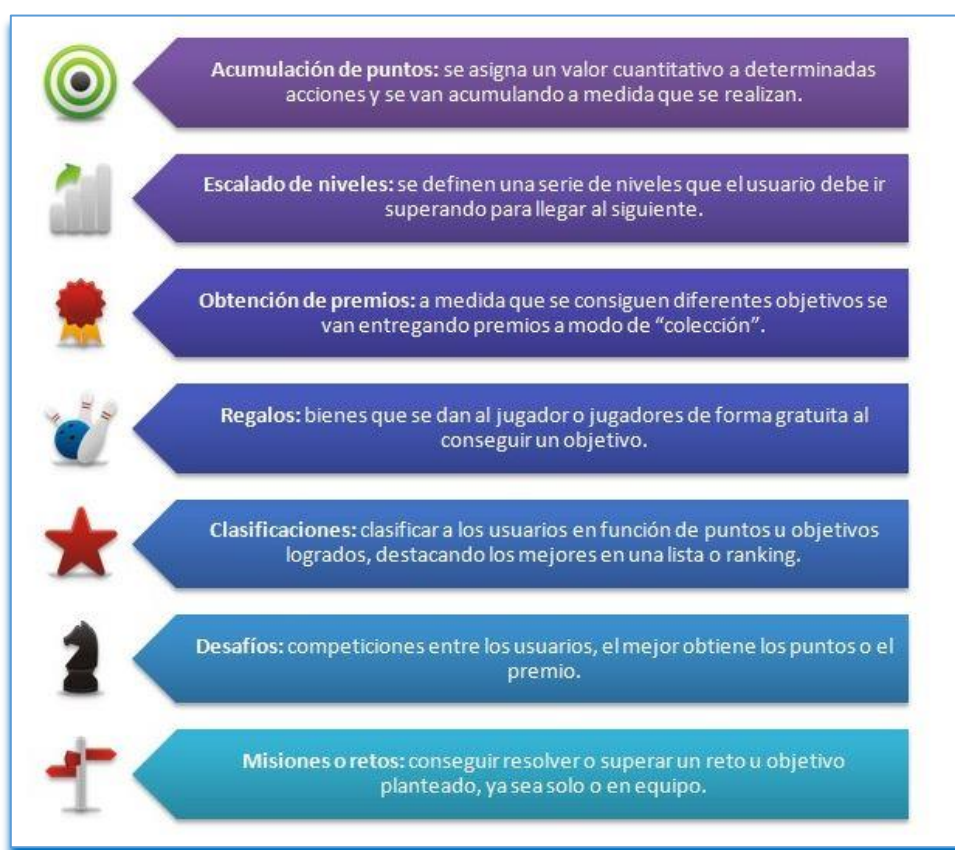 Acumulación de puntos: se asigna un valor cuantitativo a determinadas
acciones y se van acumulando a medida que se realizan.
Escalado de niveles: se definen una serie de niveles que el usuario debe ir
superando para llegar al siguiente.
Obtención de premios: a medida que se consiguen diferentes objetivos se
van entregando premios a modo de “colección”.
Regalos: bienes que se dan al jugador o jugadores de forma gratuita al
conseguir un objetivo.
Clasificaciones: clasificar a los usuarios en función de puntos u objetivos
logrados, destacando los mejores en una lista o ranking.
Desafíos: competiciones entre los usuarios, el mejor obtiene los puntos o el
premio.
Misiones o retos: conseguir resolver o superar un reto u objetivo
planteado, ya sea solo o en equipo.